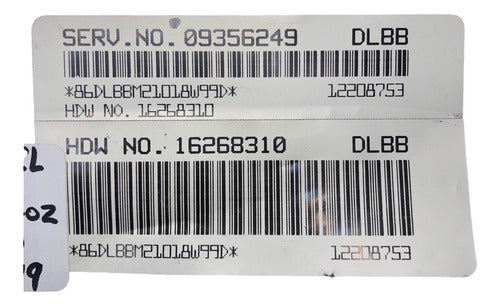 SERV.NO. 09356249 DLBB
*86DLBBM21018W99D* 12208753
HDW NO. 16268310
HDW NO. 16268310 DLBB
*86DLBBM21018W99D* 12208753